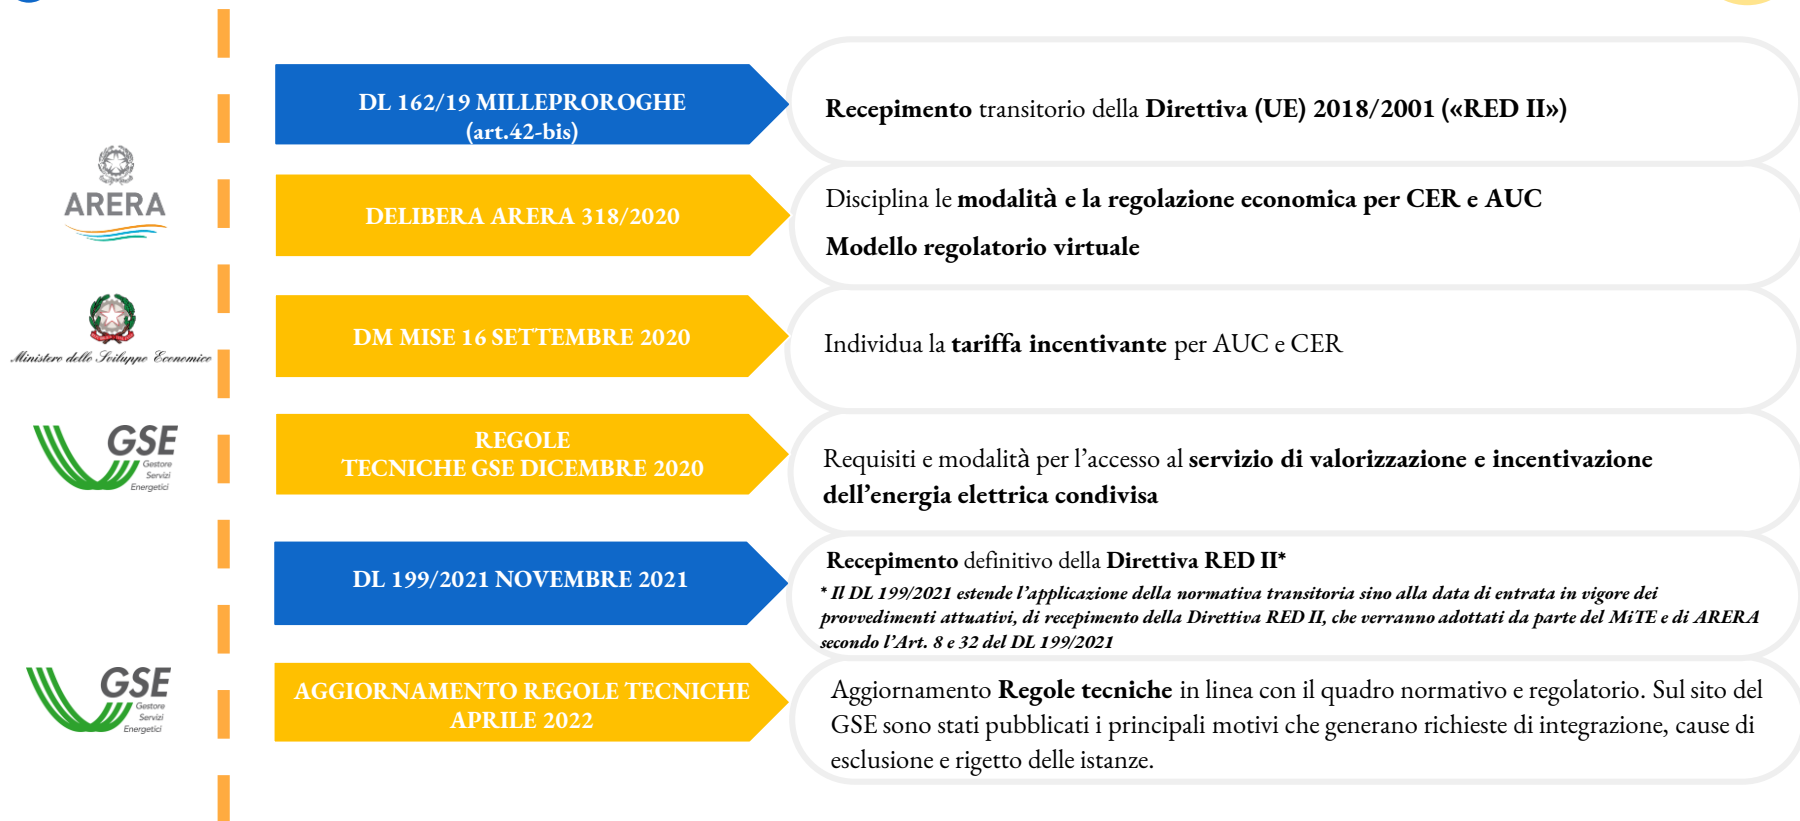 DL 162/19 MILLEPROROGHE
(art.42-bis)
Recepimento transitorio della Direttiva (UE) 2018/2001 («RED II»)
ARERA
DELIBERA ARERA 318/2020
Disciplina le modalità e la regolazione economica per CER e AUC
Modello regolatorio virtuale
Ministero dello Sviluppo Economico
DM MISE 16 SETTEMBRE 2020
Individua la tariffa incentivante per AUC e CER
GSE
Gestore
Servizi
Energetici
REGOLE
TECNICHE GSE DICEMBRE 2020
Requisiti e modalità per l’accesso al servizio di valorizzazione e incentivazione
dell’energia elettrica condivisa
DL 199/2021 NOVEMBRE 2021
Recepimento definitivo della Direttiva RED II*
* Il DL 199/2021 estende l’applicazione della normativa transitoria sino alla data di entrata in vigore dei
provvedimenti attuativi, di recepimento della Direttiva RED II, che verranno adottati da parte del MiTE e di ARERA
secondo l’Art. 8 e 32 del DL 199/2021
GSE
Gestore
Servizi
Energetici
AGGIORNAMENTO REGOLE TECNICHE
APRILE 2022
Aggiornamento Regole tecniche in linea con il quadro normativo e regolatorio. Sul sito del
GSE sono stati pubblicati i principali motivi che generano richieste di integrazione, cause di
esclusione e rigetto delle istanze.